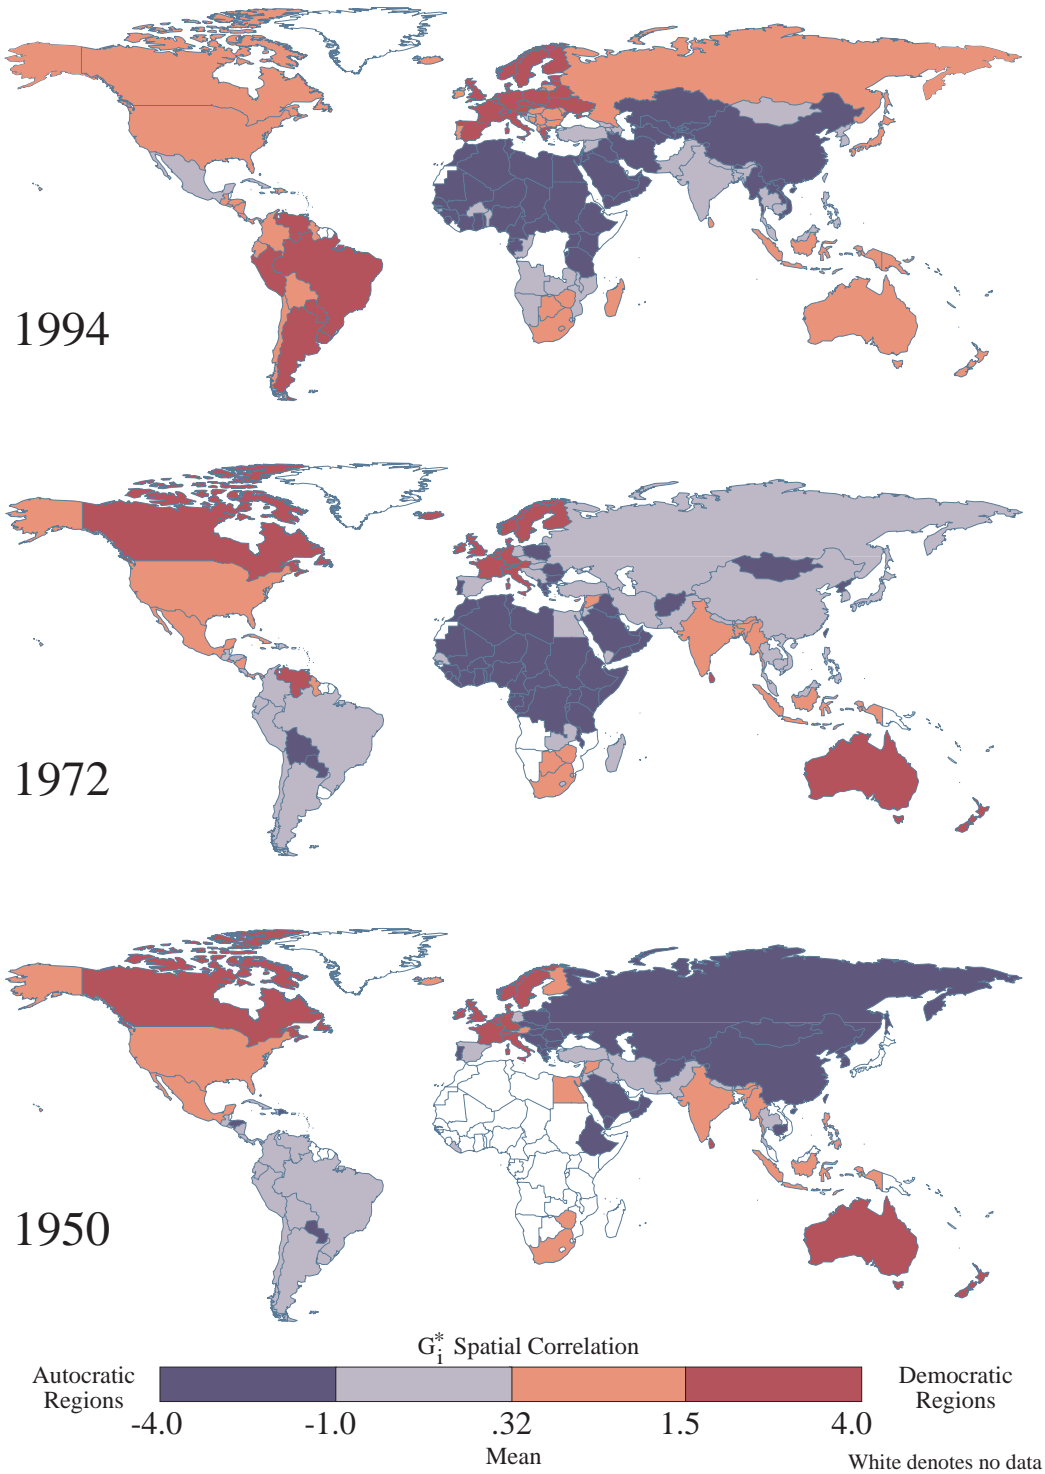 1994
1972
1950
G*i Spatial Correlation
Autocratic Regions
Democratic Regions
-4.0 -1.0 .32 1.5 4.0
Mean
White denotes no data